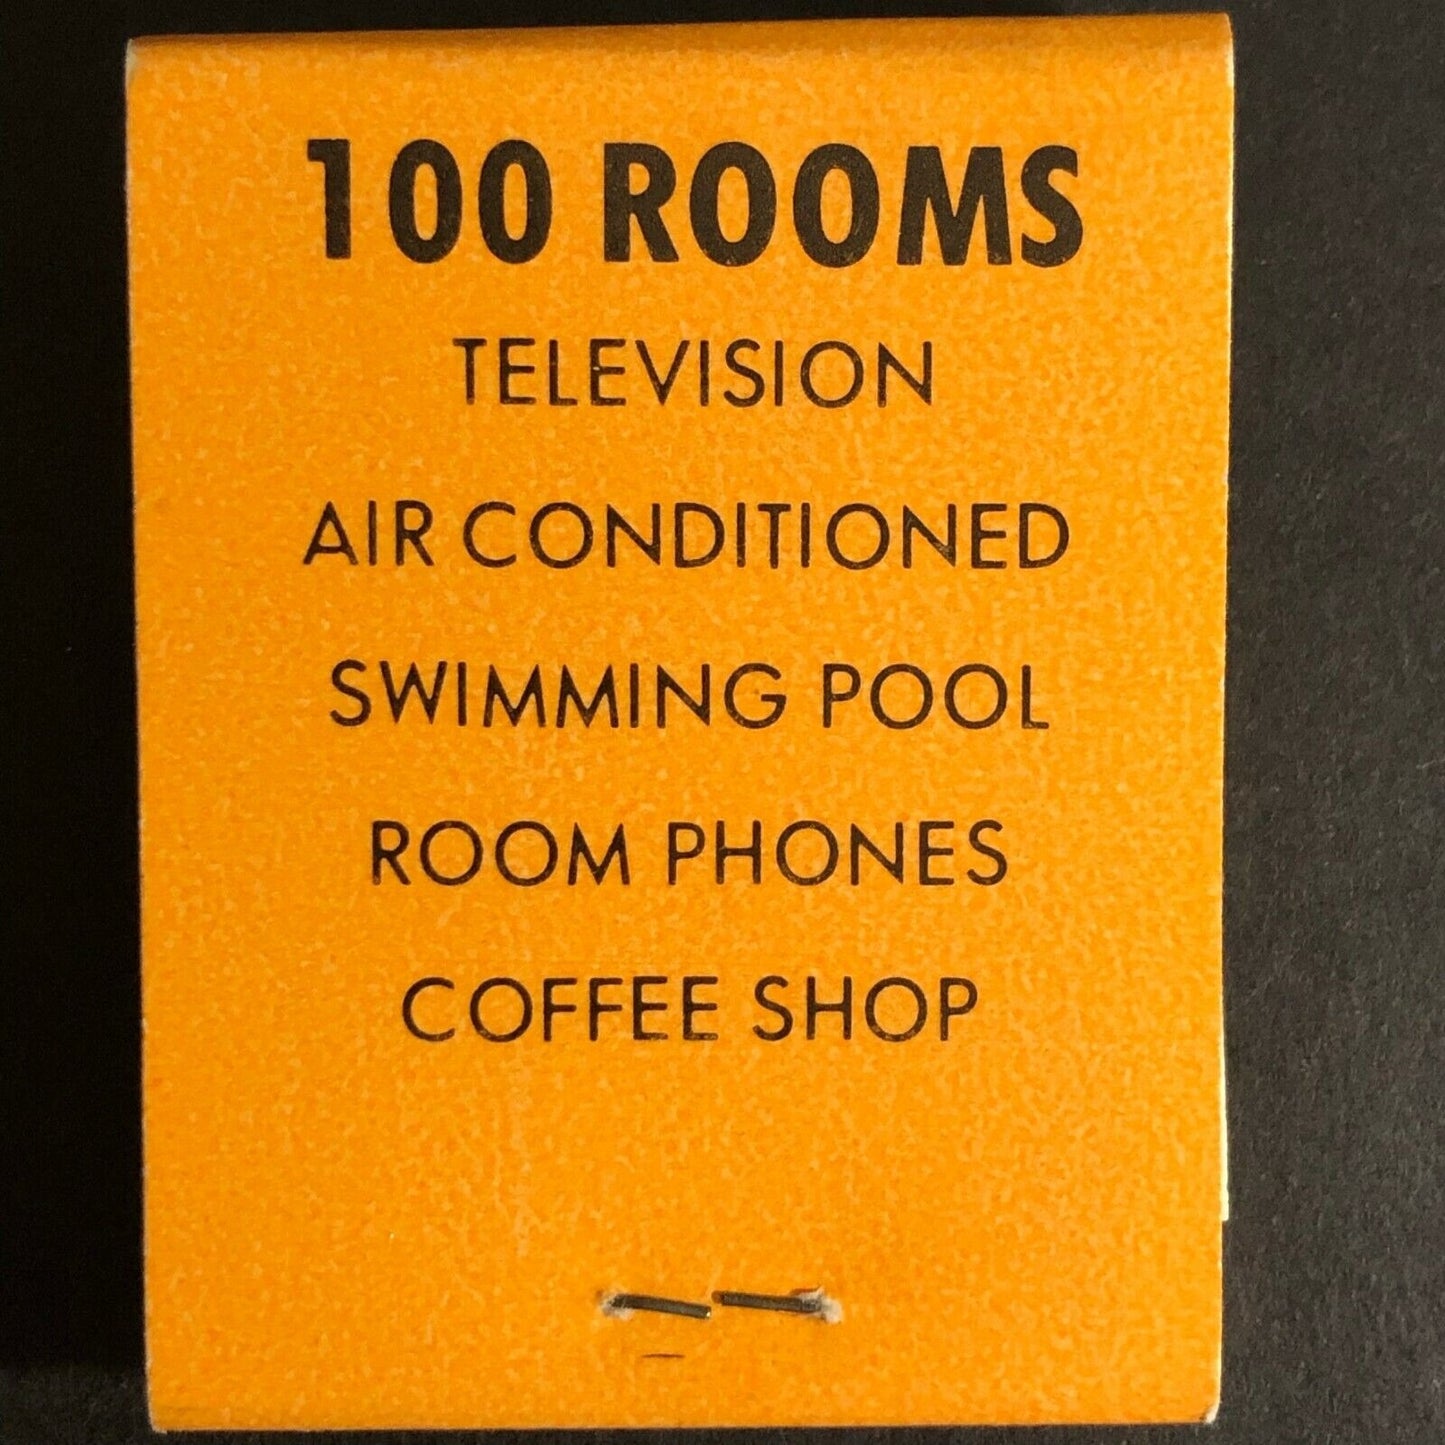 100 ROOMS
TELEVISION
AIR CONDITIONED
SWIMMING POOL
ROOM PHONES
COFFEE SHOP